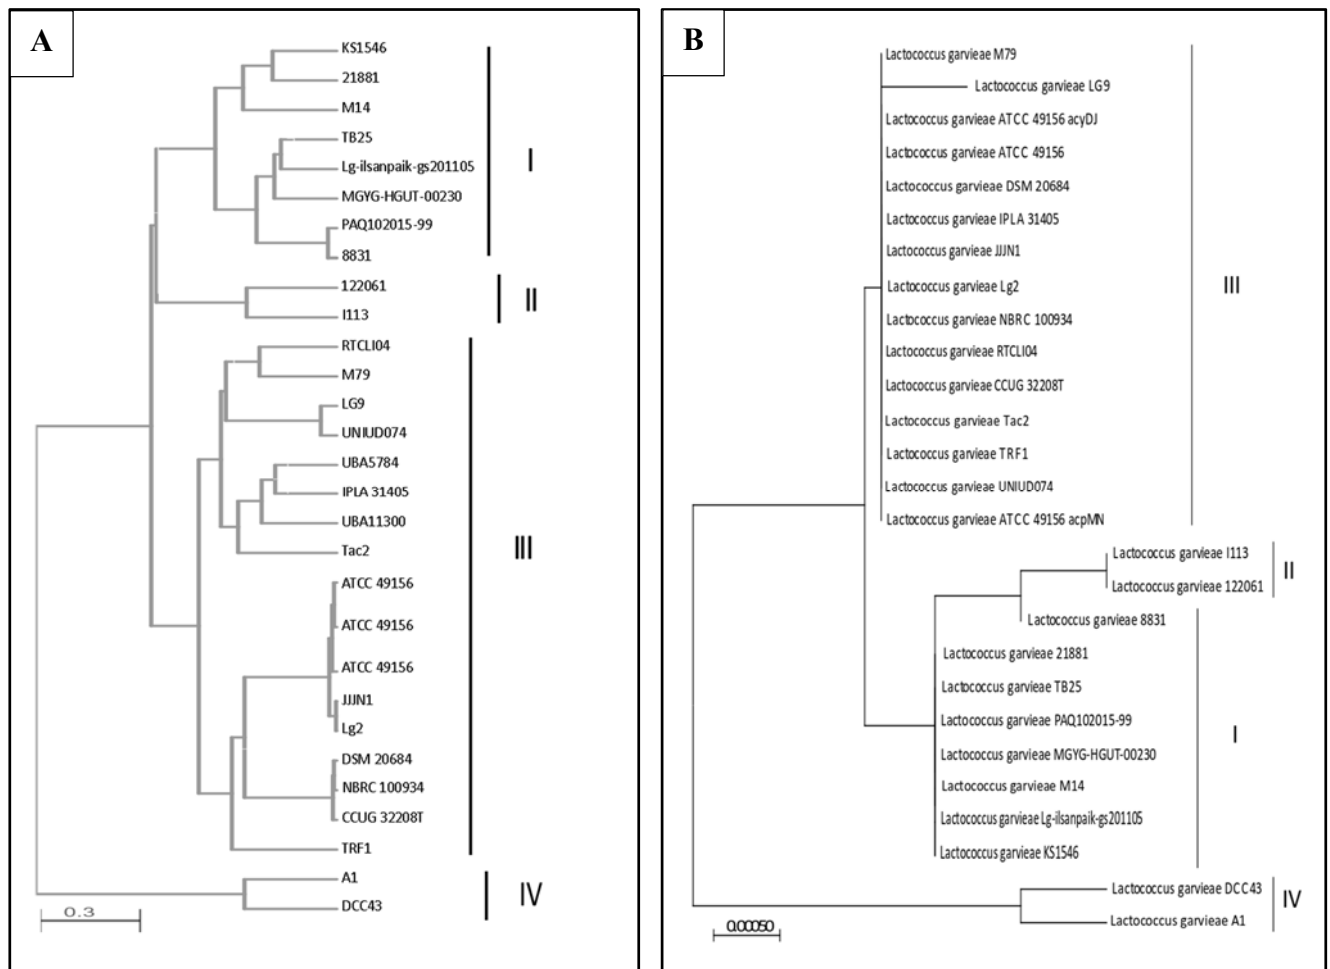 A
KS1546
21881
M14
TB25
Lg-ilsanpaik-gs201105
MGYG-HGUT-00230
PAQ102015-99
8831
I
122061
I113
II
RTCLI04
M79
LG9
UNIUD074
UBA5784
IPLA 31405
UBA11300
Tac2
ATCC 49156
ATCC 49156
ATCC 49156
JJJN1
Lg2
DSM 20684
NBRC 100934
CCUG 32208T
TRF1
III
A1
DCC43
IV
0.3
B
Lactococcus garvieae M79
Lactococcus garvieae LG9
Lactococcus garvieae ATCC 49156 acyDJ
Lactococcus garvieae ATCC 49156
Lactococcus garvieae DSM 20684
Lactococcus garvieae IPLA 31405
Lactococcus garvieae JJJN1
Lactococcus garvieae Lg2
Lactococcus garvieae NBRC 100934
Lactococcus garvieae RTCLI04
Lactococcus garvieae CCUG 32208T
Lactococcus garvieae Tac2
Lactococcus garvieae TRF1
Lactococcus garvieae UNIUD074
Lactococcus garvieae ATCC 49156 acpMN
III
Lactococcus garvieae I113
Lactococcus garvieae 122061
II
Lactococcus garvieae 8831
Lactococcus garvieae 21881
Lactococcus garvieae TB25
Lactococcus garvieae PAQ102015-99
Lactococcus garvieae MGYG-HGUT-00230
Lactococcus garvieae M14
Lactococcus garvieae Lg-ilsanpaik-gs201105
Lactococcus garvieae KS1546
I
Lactococcus garvieae DCC43
Lactococcus garvieae A1
IV
0.00050